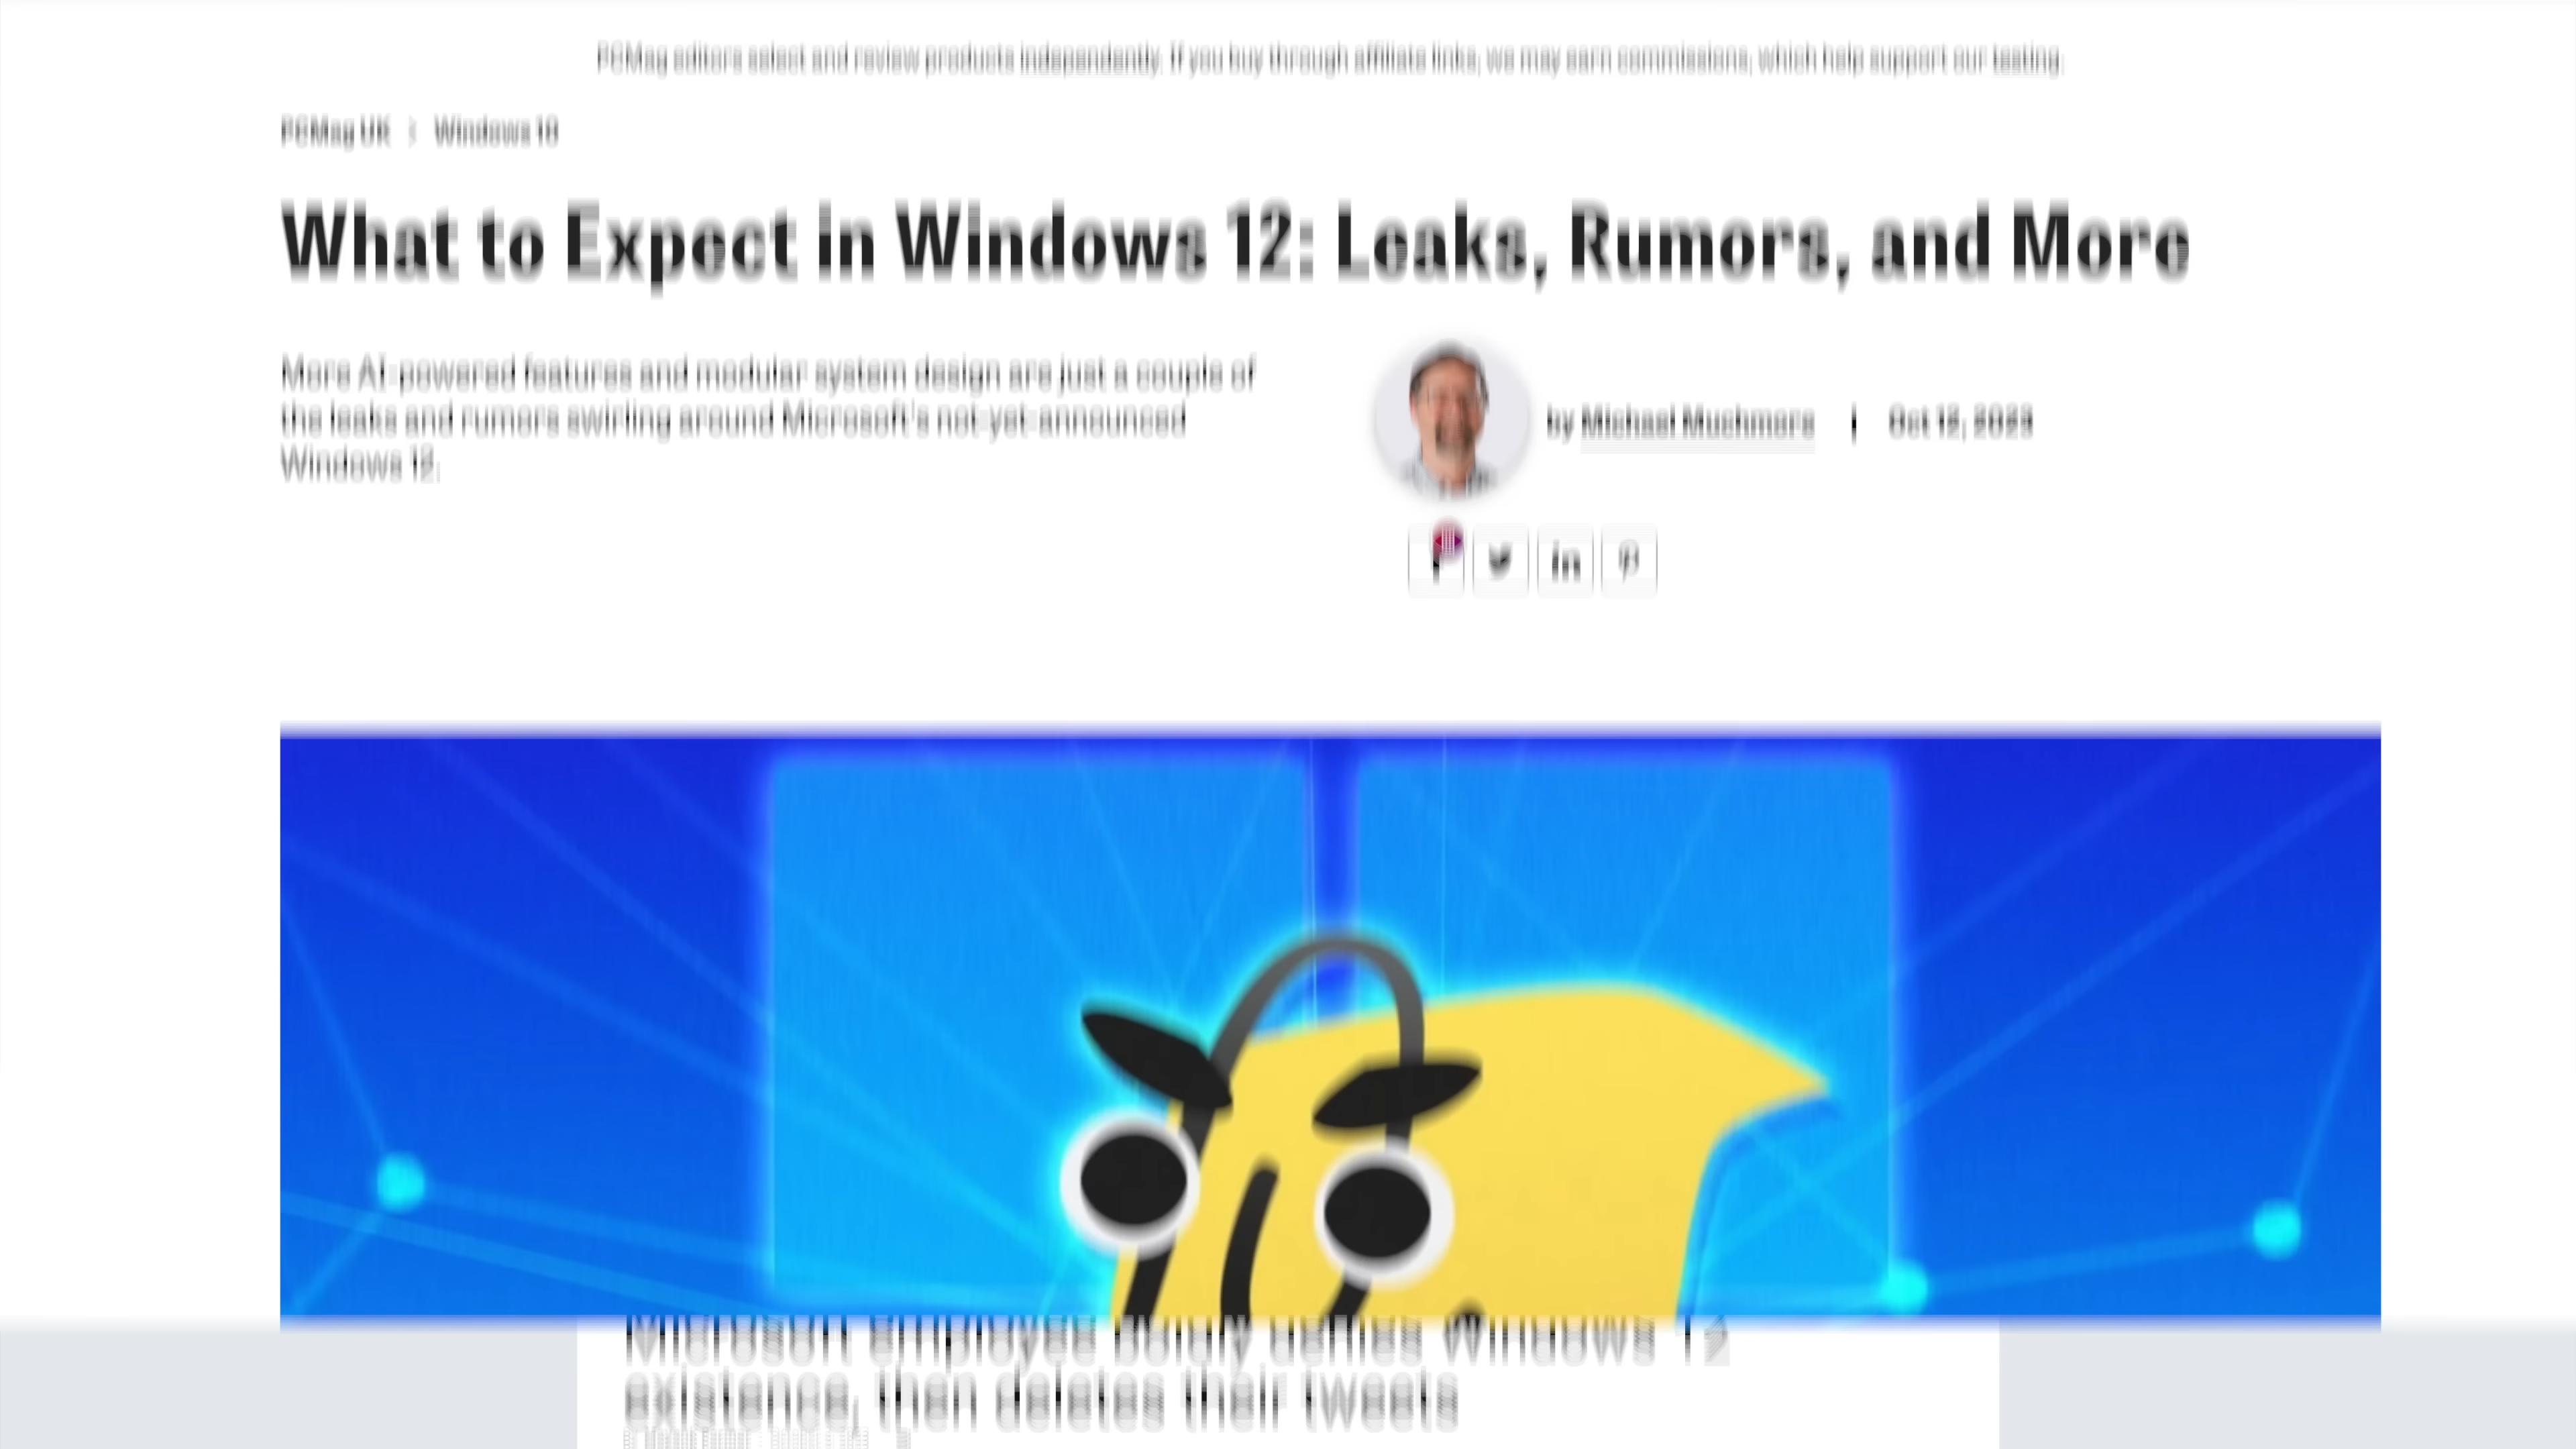 PCMag editors select and review products independently. If you buy through affiliate links, we may earn commissions, which help support our testing.
PCMag UK > Windows 10
What to Expect in Windows 12: Leaks, Rumors, and More
More AI-powered features and modular system design are just a couple of
the leaks and rumors swirling around Microsoft's not-yet-announced
Windows 12.
by Michael Muchmore | Oct 12, 2023
in
Microsoft employee boldly denies Windows 12
existence, then deletes their tweets